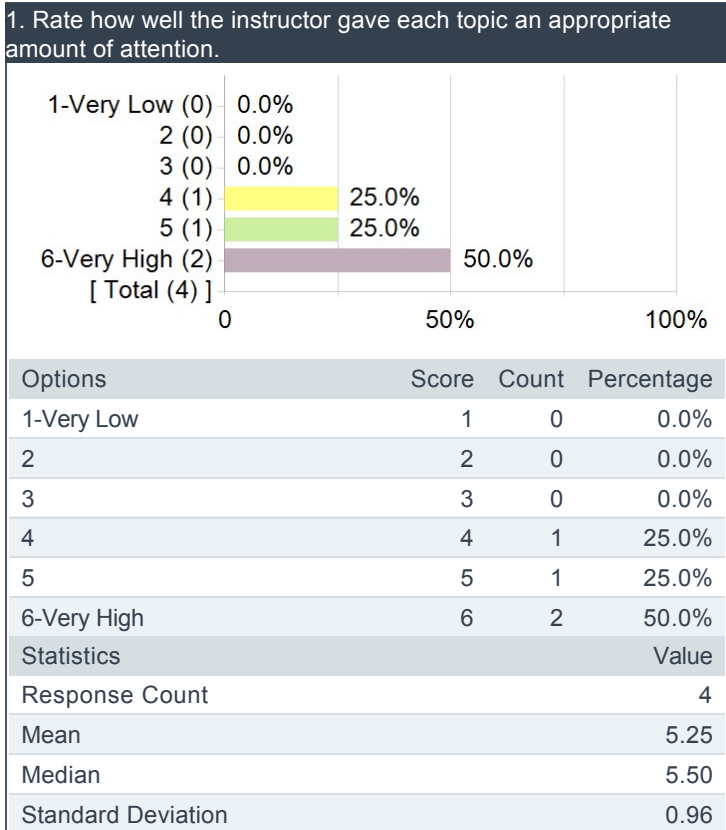 1. Rate how well the instructor gave each topic an appropriate
amount of attention.
1-Very Low (0) 0.0%
2 (0) 0.0%
3 (0) 0.0%
4 (1) 25.0%
5 (1) 25.0%
6-Very High (2) 50.0%
[ Total (4) ]
0 50% 100%
Options Score Count Percentage
1-Very Low 1 0 0.0%
2 2 0 0.0%
3 3 0 0.0%
4 4 1 25.0%
5 5 1 25.0%
6-Very High 6 2 50.0%
Statistics Value
Response Count 4
Mean 5.25
Median 5.50
Standard Deviation 0.96